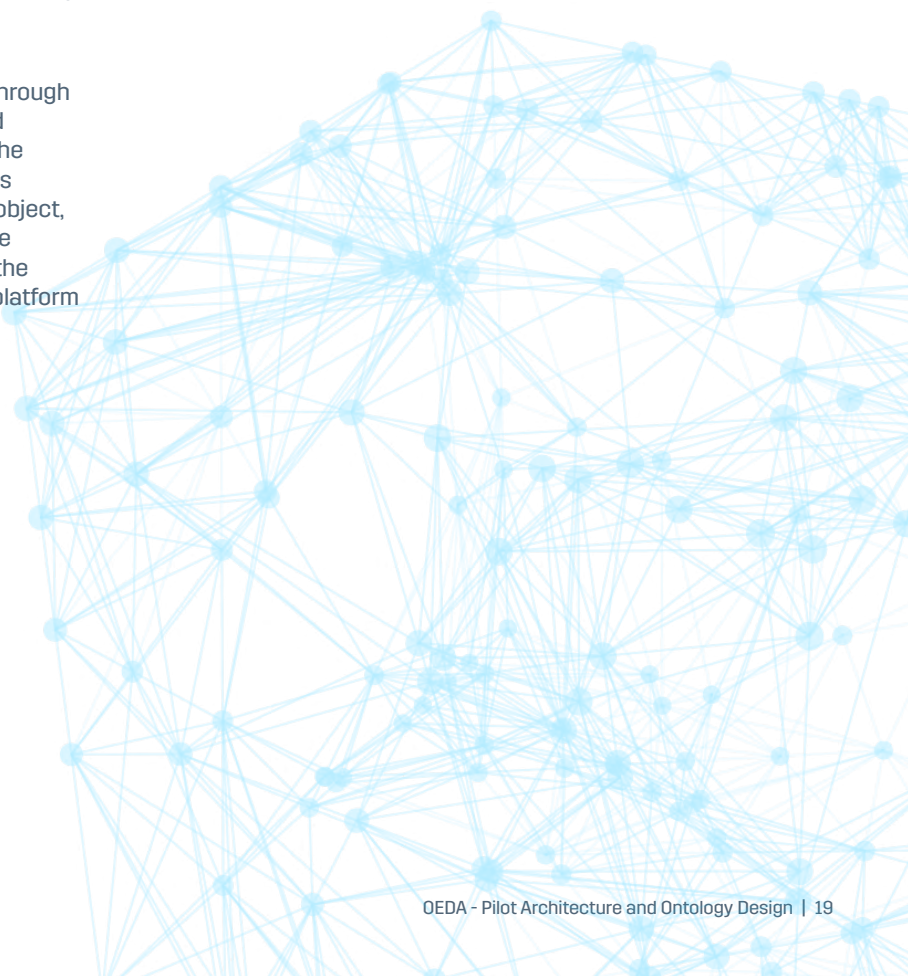 hrough
d
he
s
object,
e
the
platform
OEDA - Pilot Architecture and Ontology Design | 19